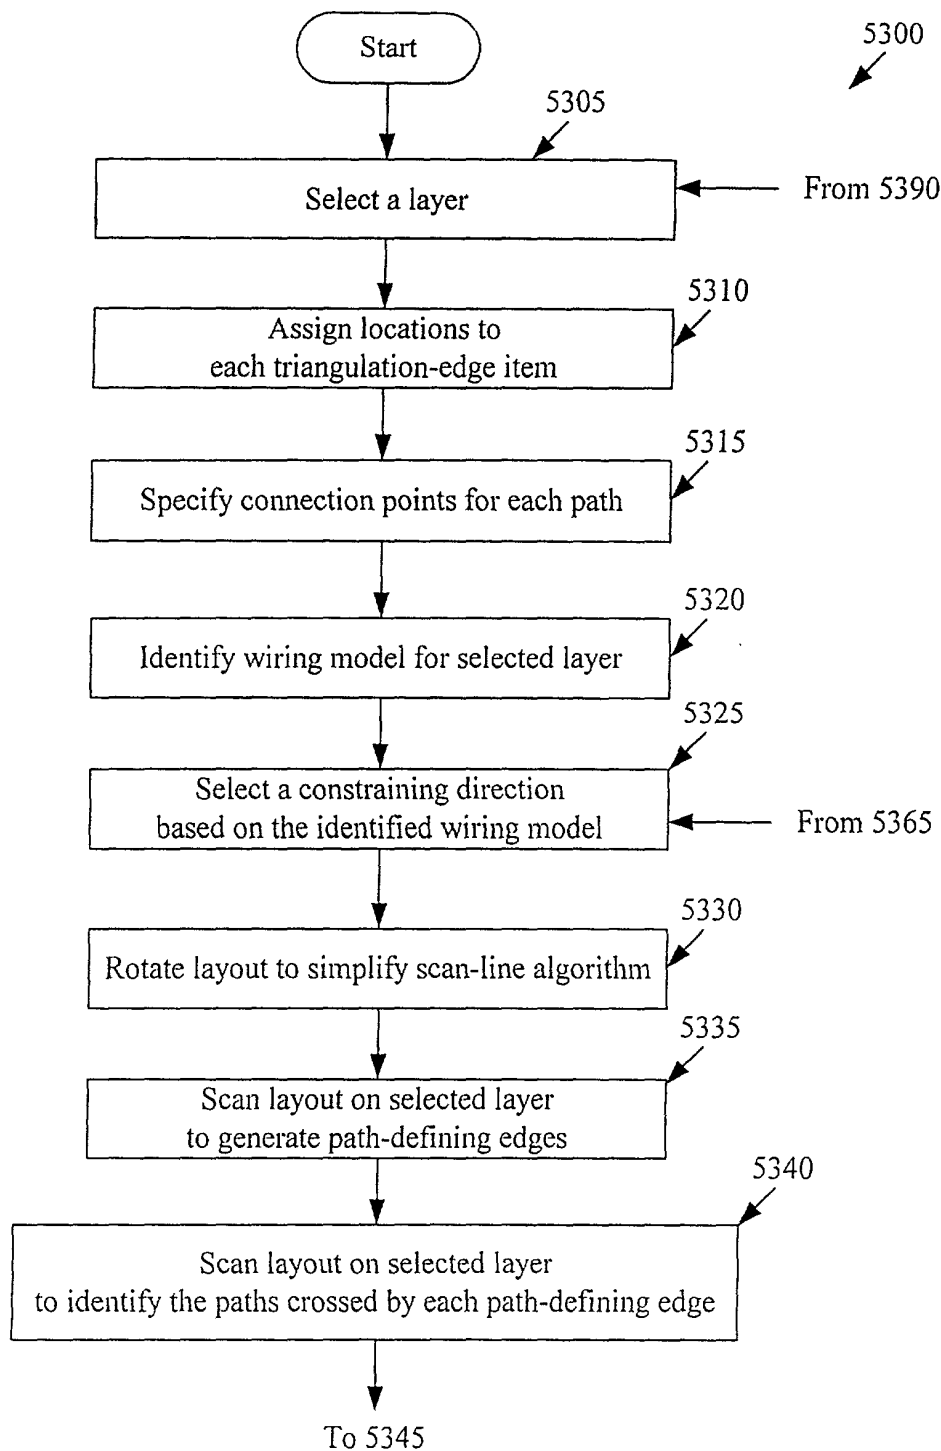 Start
5300
5305
Select a layer
From 5390
5310
Assign locations to
each triangulation-edge item
5315
Specify connection points for each path
5320
Identify wiring model for selected layer
5325
Select a constraining direction
based on the identified wiring model
From 5365
5330
Rotate layout to simplify scan-line algorithm
5335
Scan layout on selected layer
to generate path-defining edges
5340
Scan layout on selected layer
to identify the paths crossed by each path-defining edge
To 5345